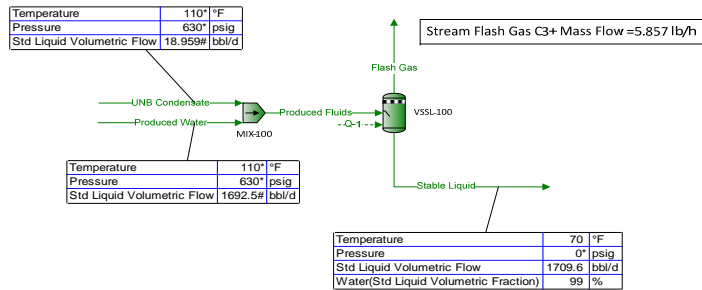 Temperature 110* °F
Pressure 630* psig
Std Liquid Volumetric Flow 18.959# bbl/d
Stream Flash Gas C3+ Mass Flow =5.857 lb/h
Flash Gas
UNB Condensate
Produced Water
MIX-100
Produced Fluids
Q-1
VSSL-100
Temperature 110* °F
Pressure 630* psig
Std Liquid Volumetric Flow 1692.5# bbl/d
Stable Liquid
Temperature 70 °F
Pressure 0* psig
Std Liquid Volumetric Flow 1709.6 bbl/d
Water(Std Liquid Volumetric Fraction) 99 %